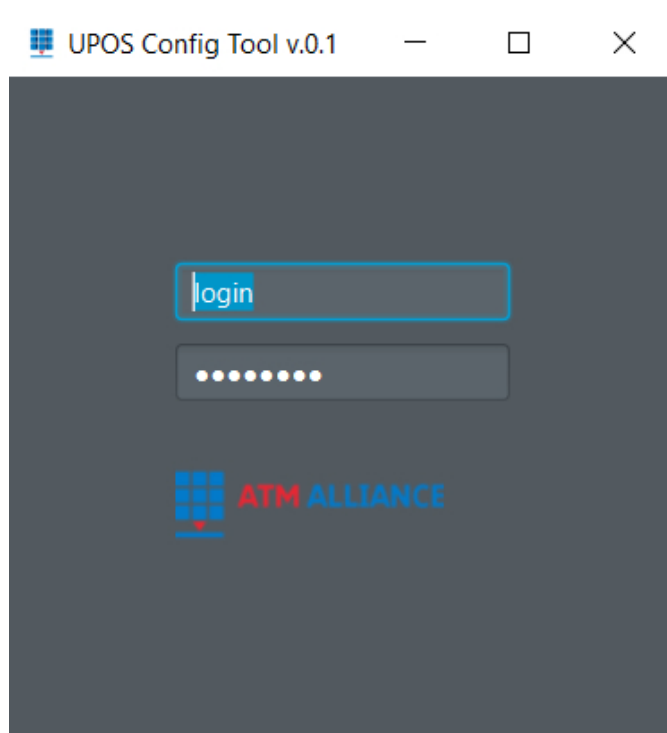 UPOS Config Tool v.0.1
login
••••••••
ATM ALLIANCE